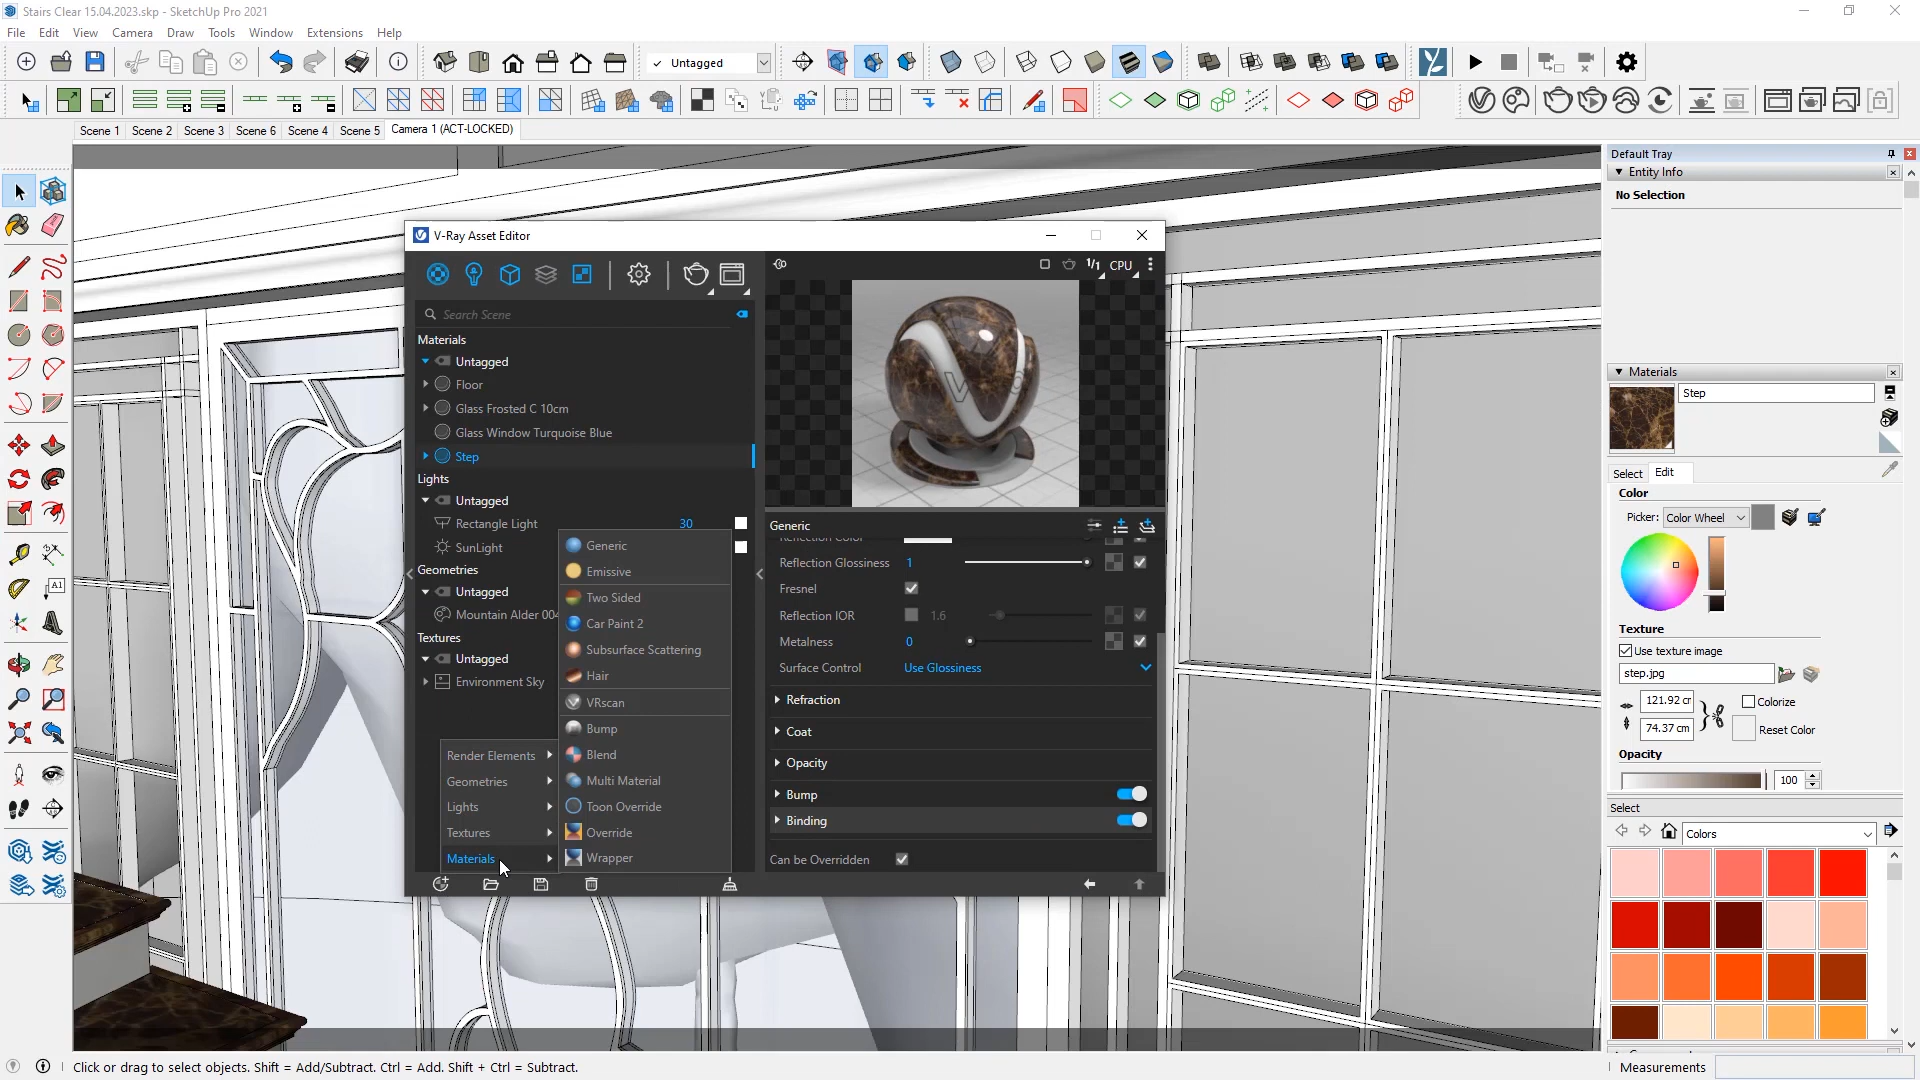 Stairs Clear 15.04.2023.skp - SketchUp Pro 2021
File Edit View Camera Draw Tools Window Extensions Help
Untagged
Scene 1 Scene 2 Scene 3 Scene 6 Scene 4 Scene 5 Camera 1 (ACT-LOCKED)
Default Tray
Entity Info
No Selection
V-Ray Asset Editor
1/1 CPU
Search Scene
Materials
Untagged
Floor
Glass Frosted C 10cm
Glass Window Turquoise Blue
Step
Lights
Untagged
Rectangle Light 30
SunLight
Geometries
Untagged
Mountain Alder 004
Textures
Untagged
Environment Sky
Render Elements
Geometries
Lights
Textures
Materials
Generic
Emissive
Two Sided
Car Paint 2
Subsurface Scattering
Hair
VRscan
Bump
Blend
Multi Material
Toon Override
Override
Wrapper
Generic
Reflection Color
Reflection Glossiness 1
Fresnel
Reflection IOR 1.6
Metalness 0
Surface Control Use Glossiness
Refraction
Coat
Opacity
Bump
Binding
Can be Overridden
Materials
Step
Select Edit
Color
Picker: Color Wheel
Texture
Use texture image
step.jpg
121.92 cr
Colorize
74.37 cm
Reset Color
Opacity
100
Select
Colors
A1
Click or drag to select objects. Shift = Add/Subtract. Ctrl = Add. Shift + Ctrl = Subtract.
Measurements